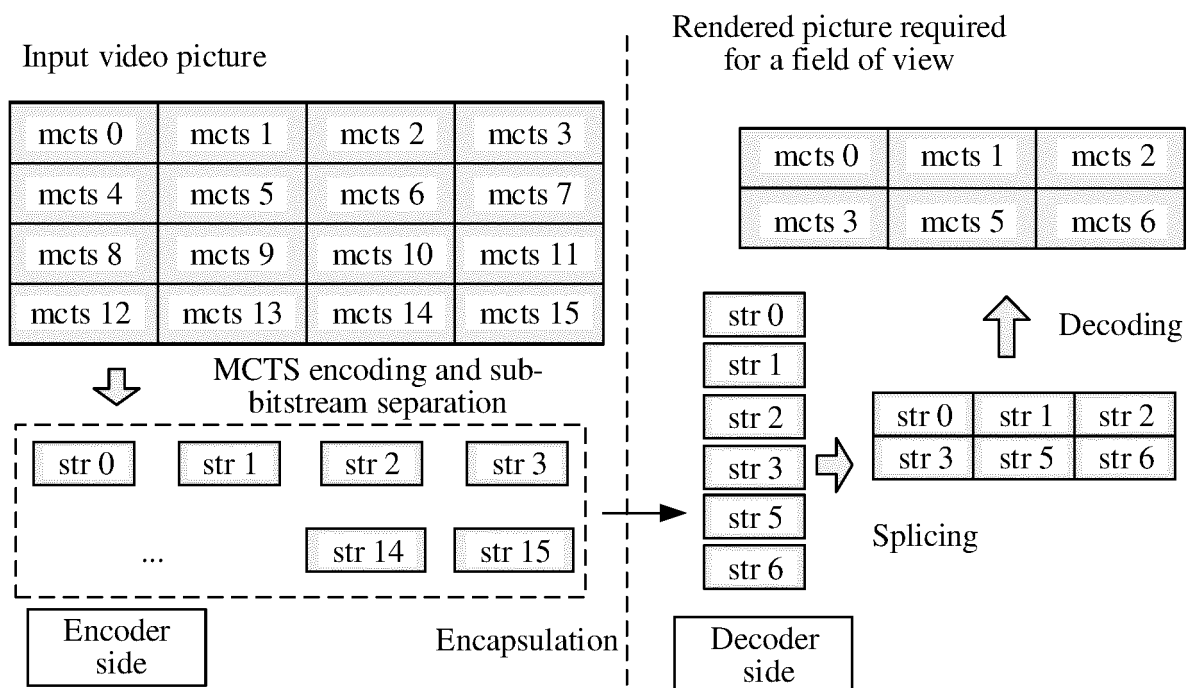 Input video picture
mcts 0 mcts 1 mcts 2 mcts 3
mcts 4 mcts 5 mcts 6 mcts 7
mcts 8 mcts 9 mcts 10 mcts 11
mcts 12 mcts 13 mcts 14 mcts 15
MCTS encoding and sub-
bitstream separation
str 0 str 1 str 2 str 3
... str 14 str 15
Encoder
side
Encapsulation
Rendered picture required
for a field of view
mcts 0 mcts 1 mcts 2
mcts 3 mcts 5 mcts 6
Decoding
str 0
str 1
str 2
str 3
str 5
str 6
str 0 str 1 str 2
str 3 str 5 str 6
Splicing
Decoder
side